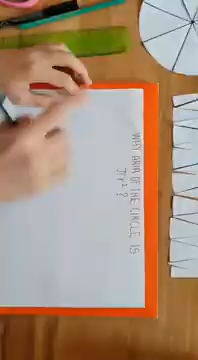 WHY AREA OF THE CIRCLE IS
πr² ?